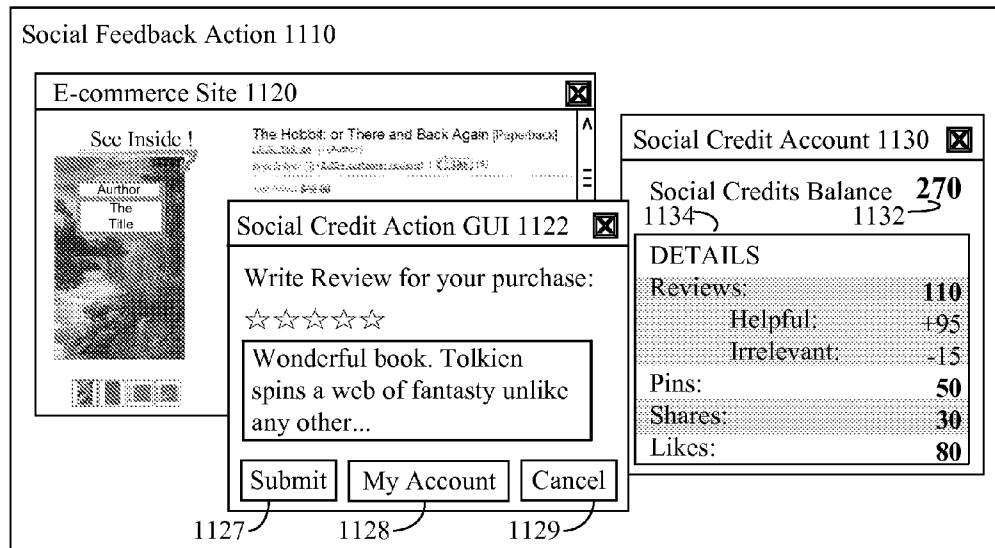 Social Feedback Action 1110
E-commerce Site 1120
See Inside !
The Hobbit: or There and Back Again [Paperback]
Aurthor
The
Title
Social Credit Action GUI 1122
Write Review for your purchase:
Wonderful book. Tolkien
spins a web of fantasty unlike
any other...
Submit
My Account
Cancel
1127
1128
1129
Social Credit Account 1130
Social Credits Balance 270
1134
1132
DETAILS
Reviews: 110
Helpful: +95
Irrelevant: -15
Pins: 50
Shares: 30
Likes: 80